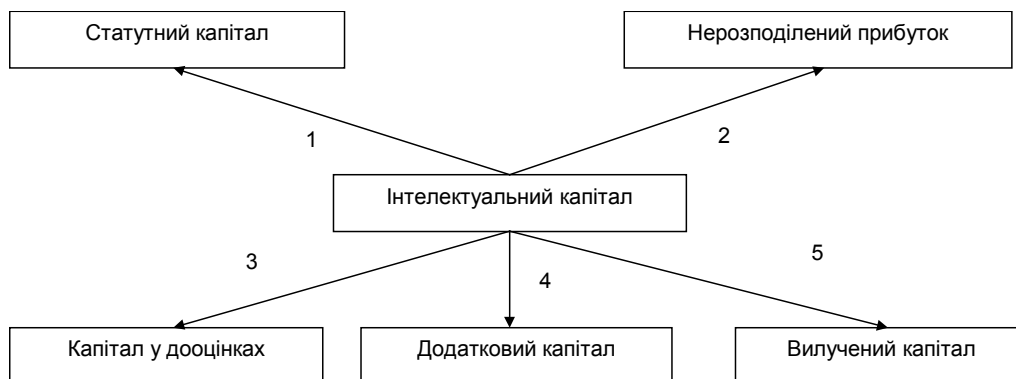 Статутний капітал
Нерозподілений прибуток
1
2
Інтелектуальний капітал
3
4
5
Капітал у дооцінках
Додатковий капітал
Вилучений капітал